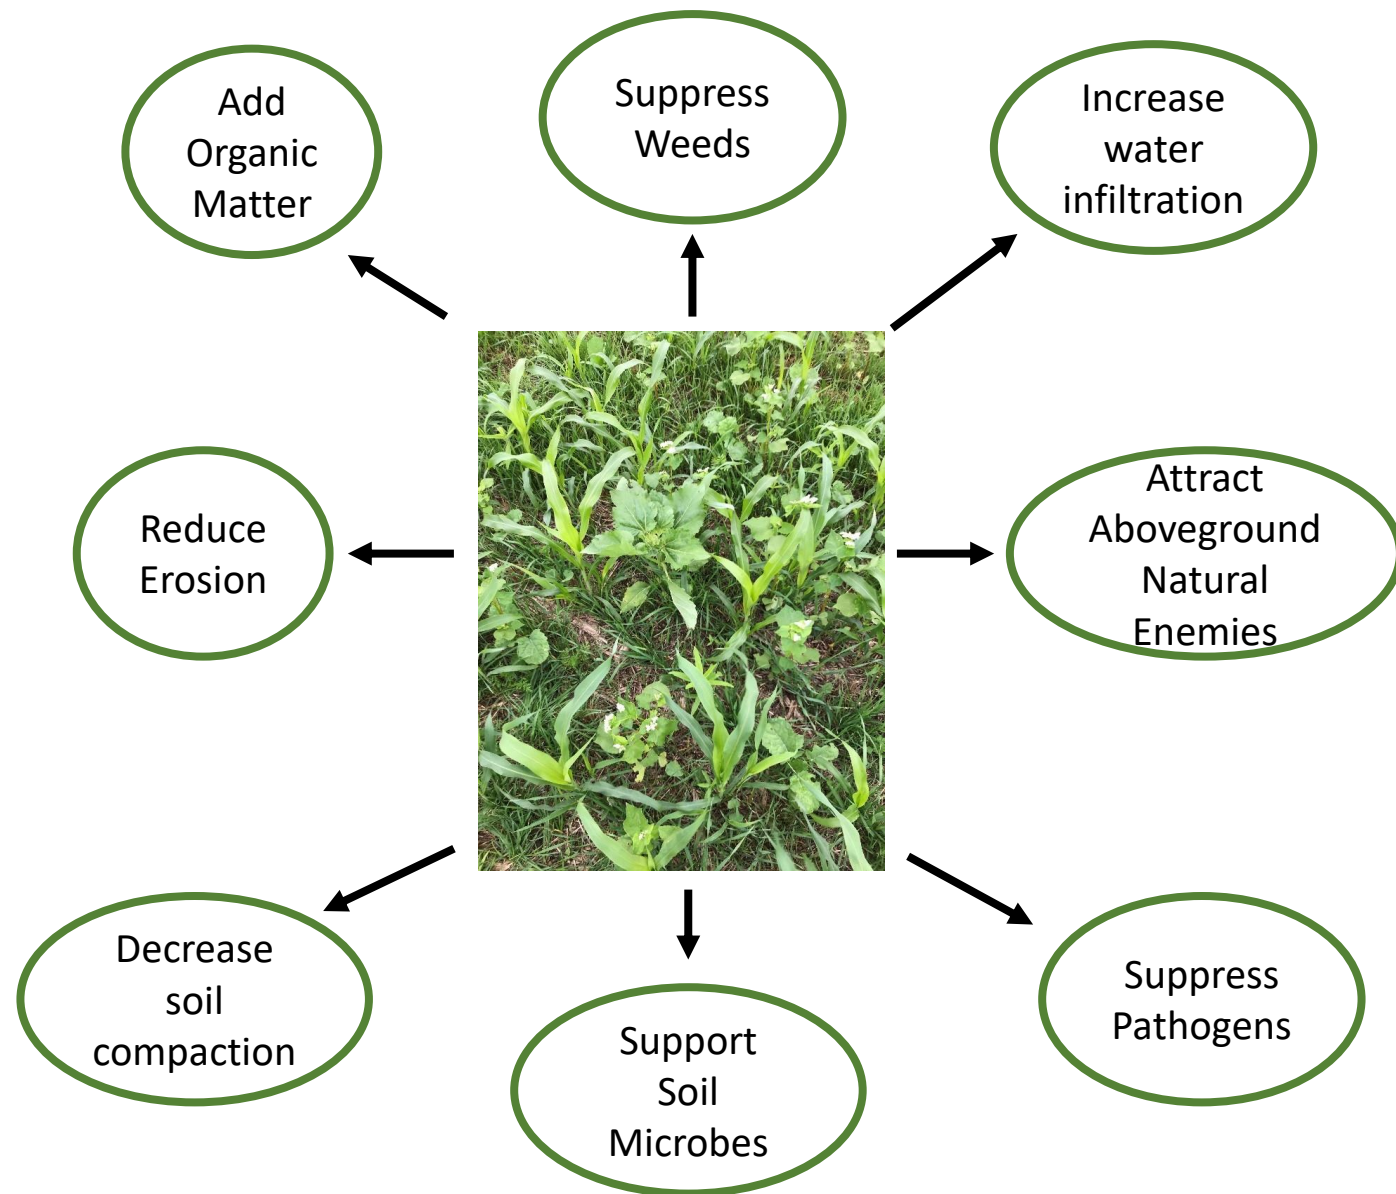 Add
Organic
Matter
Suppress
Weeds
Increase
water
infiltration
Reduce
Erosion
Attract
Aboveground
Natural
Enemies
Decrease
soil
compaction
Support
Soil
Microbes
Suppress
Pathogens